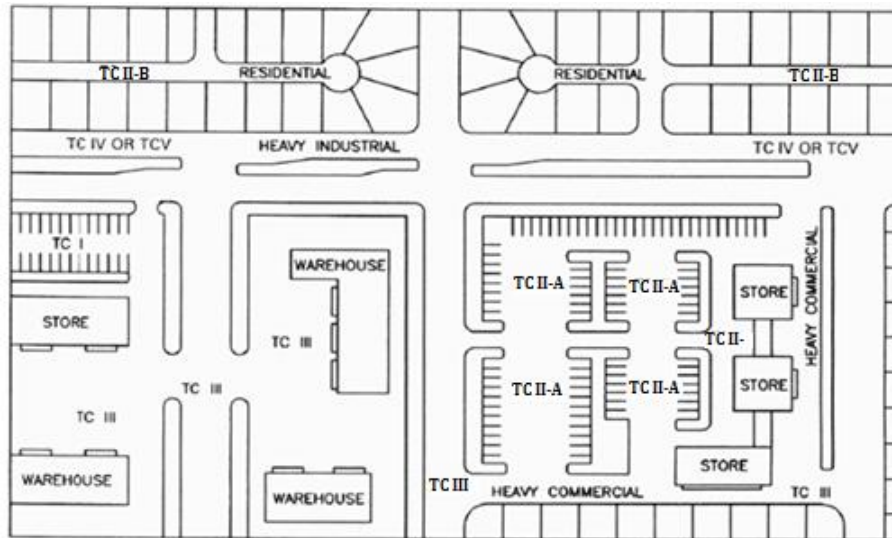 TC II-B
RESIDENTIAL
RESIDENTIAL
TC II-B
TC IV OR TCV
HEAVY INDUSTRIAL
TC IV OR TCV
TC I
WAREHOUSE
TC II-A
TC II-A
STORE
HEAVY COMMERCIAL
STORE
TC III
TC II-
TC III
TC II-A
TC II-A
STORE
TC III
STORE
WAREHOUSE
WAREHOUSE
TC III
HEAVY COMMERCIAL
TC III